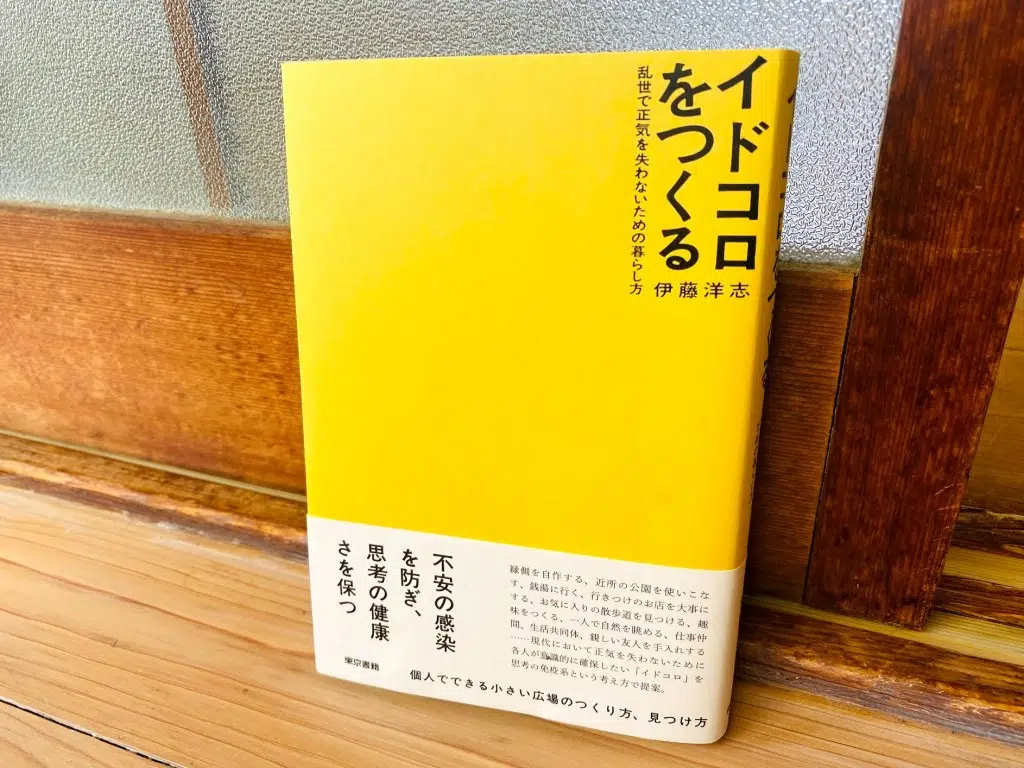 イドコロ
をつくる
乱世で正気を失わないための暮らし方
伊藤洋志
不安の感染
を防ぎ、
思考の健康
さを保つ
縁側を自作する、近所の公園を使いこな
す、銭湯に行く、行きつけのお店を大事に
する、お気に入りの散歩道を見つける、趣
味をつくる、一人で自然を眺める、仕事仲
間、生活共同体、親しい友人を手入れする
……現代において正気を失わないために
各人が意識的に確保したい「イドコロ」を
思考の免疫系という考え方で提案。
東京書籍
個人でできる小さい広場のつくり方、見つけ方